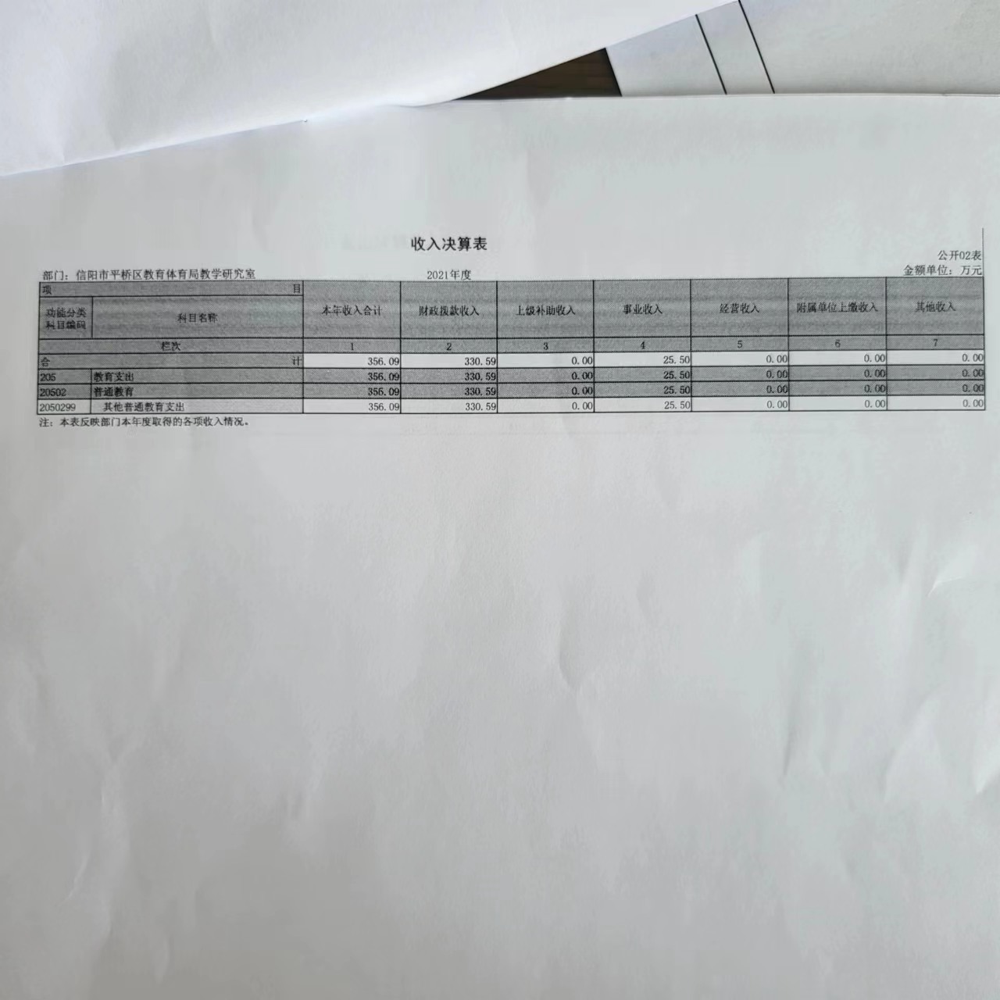 收入决算表
公开02表
部门：信阳市平桥区教育体育局教学研究室 2021年度 金额单位：万元
项 目 本年收入合计 财政拨款收入 上级补助收入 事业收入 经营收入 附属单位上缴收入 其他收入
功能分类科目编码 科目名称
栏次 1 2 3 4 5 6 7
合 计 356.09 330.59 0.00 25.50 0.00 0.00 0.00
205 教育支出 356.09 330.59 0.00 25.50 0.00 0.00 0.00
20502 普通教育 356.09 330.59 0.00 25.50 0.00 0.00 0.00
2050299 其他普通教育支出 356.09 330.59 0.00 25.50 0.00 0.00 0.00
注：本表反映部门本年度取得的各项收入情况。